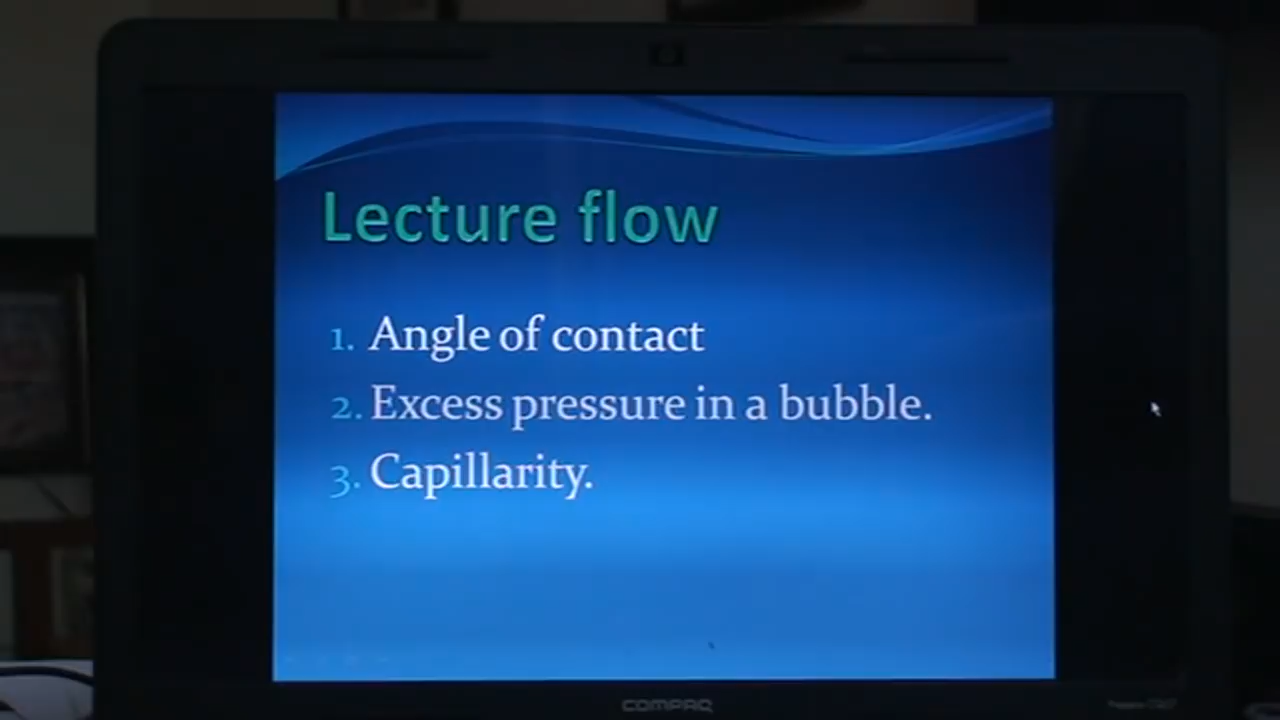 Lecture flow
1. Angle of contact
2. Excess pressure in a bubble.
3. Capillarity.
COMPAQ